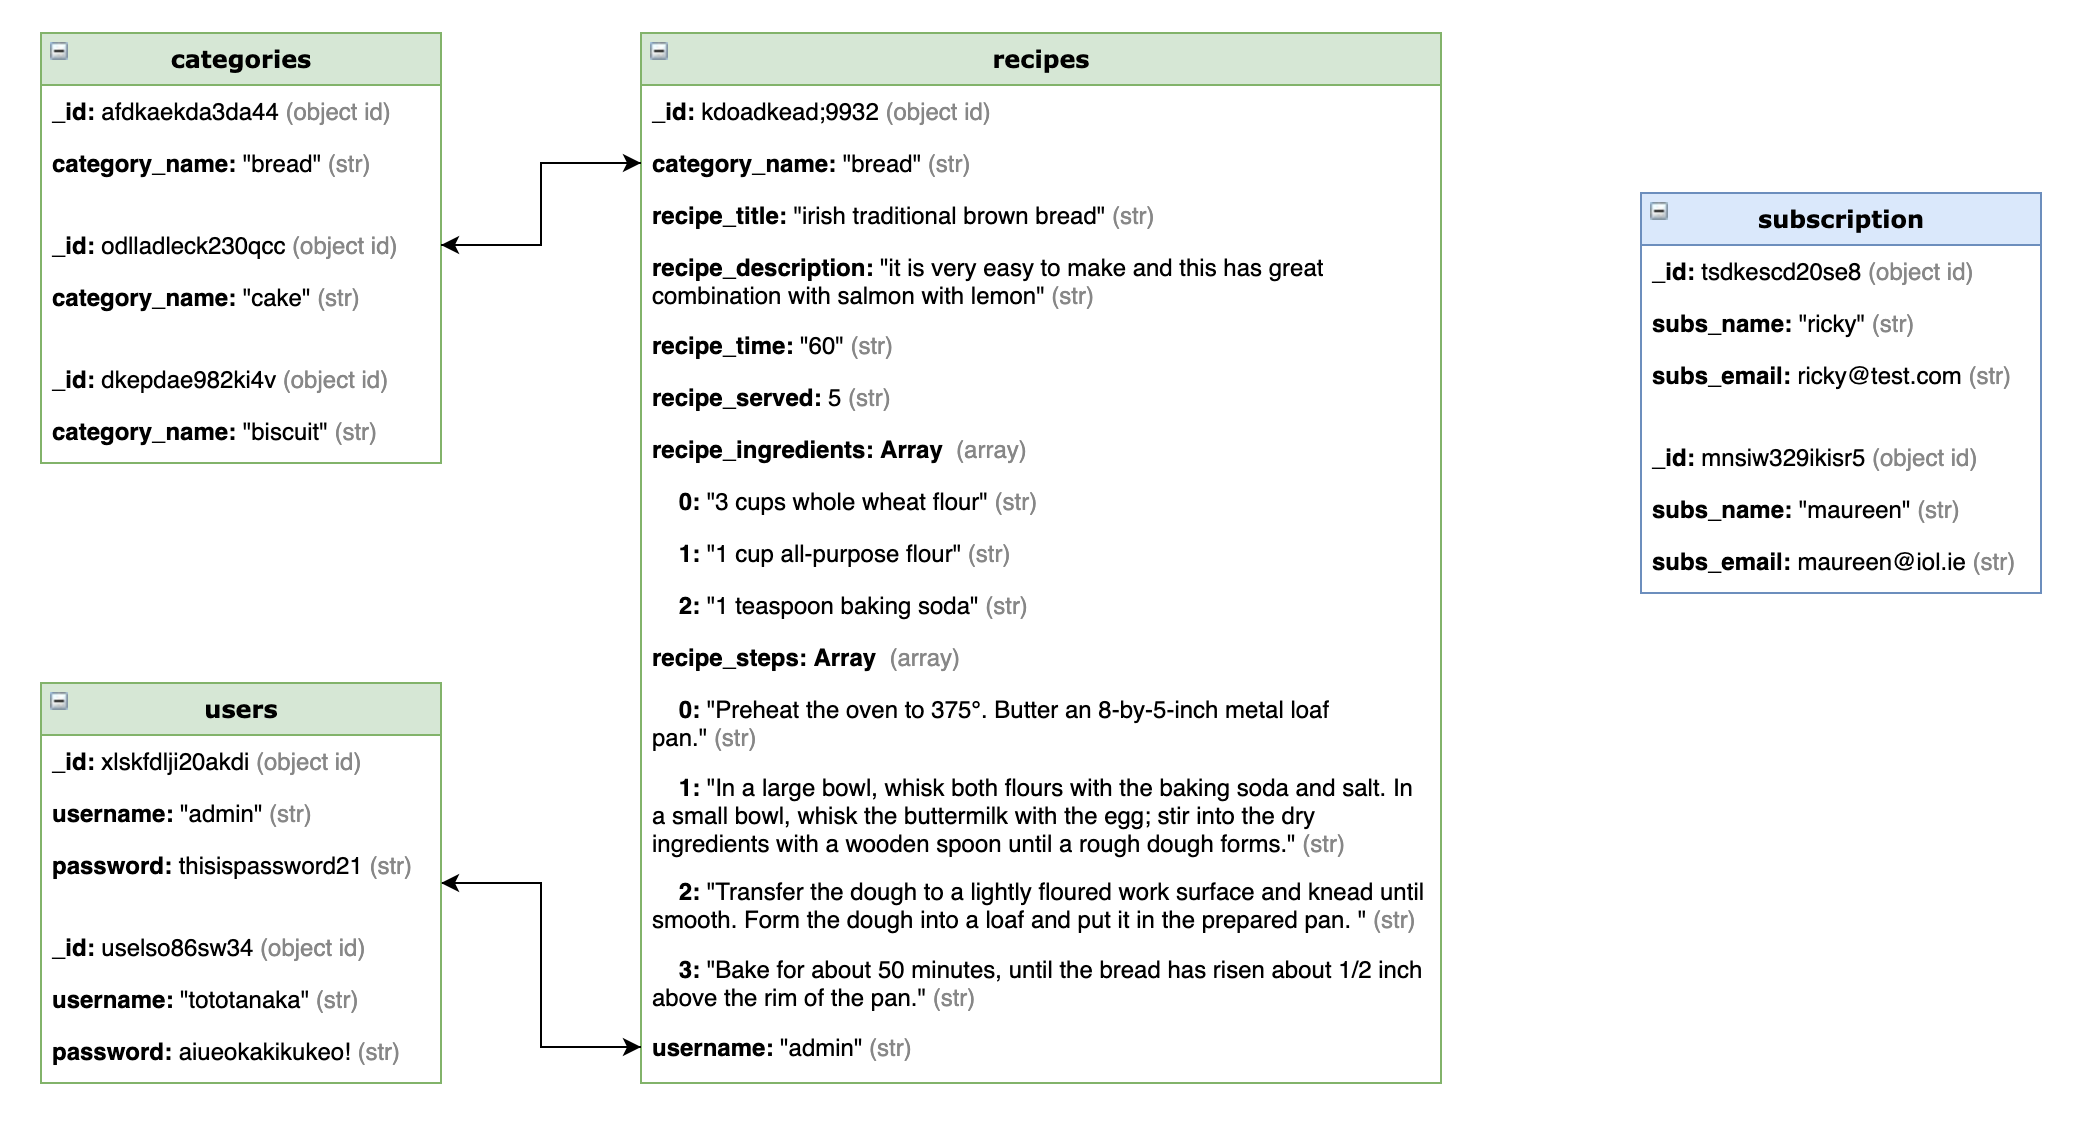 categories
_id: afdkaekda3da44 (object id)
category_name: "bread" (str)
_id: odlladleck230qcc (object id)
category_name: "cake" (str)
_id: dkepdae982ki4v (object id)
category_name: "biscuit" (str)
users
_id: xlskfdlji20akdi (object id)
username: "admin" (str)
password: thisispassword21 (str)
_id: uselso86sw34 (object id)
username: "tototanaka" (str)
password: aiueokakikukeo! (str)
recipes
_id: kdoadkead;9932 (object id)
category_name: "bread" (str)
recipe_title: "irish traditional brown bread" (str)
recipe_description: "it is very easy to make and this has great
combination with salmon with lemon" (str)
recipe_time: "60" (str)
recipe_served: 5 (str)
recipe_ingredients: Array (array)
0: "3 cups whole wheat flour" (str)
1: "1 cup all-purpose flour" (str)
2: "1 teaspoon baking soda" (str)
recipe_steps: Array (array)
0: "Preheat the oven to 375°. Butter an 8-by-5-inch metal loaf
pan." (str)
1: "In a large bowl, whisk both flours with the baking soda and salt. In
a small bowl, whisk the buttermilk with the egg; stir into the dry
ingredients with a wooden spoon until a rough dough forms." (str)
2: "Transfer the dough to a lightly floured work surface and knead until
smooth. Form the dough into a loaf and put it in the prepared pan. " (str)
3: "Bake for about 50 minutes, until the bread has risen about 1/2 inch
above the rim of the pan." (str)
username: "admin" (str)
subscription
_id: tsdkescd20se8 (object id)
subs_name: "ricky" (str)
subs_email: ricky@test.com (str)
_id: mnsiw329ikisr5 (object id)
subs_name: "maureen" (str)
subs_email: maureen@iol.ie (str)